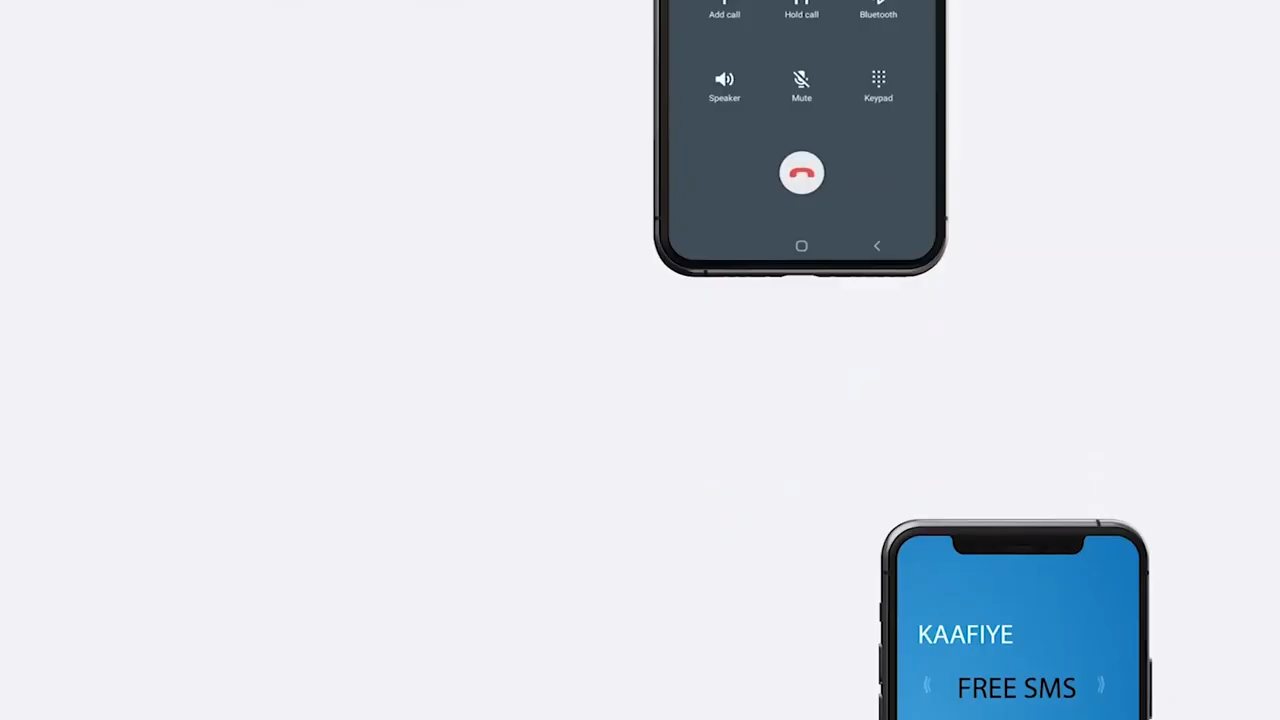 Add call Hold call Bluetooth
Speaker Mute Keypad
KAAFIYE
FREE SMS